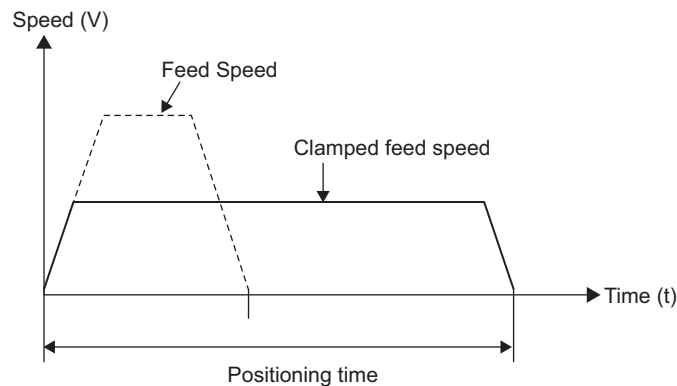 Speed (V)
Feed Speed
Clamped feed speed
Time (t)
Positioning time